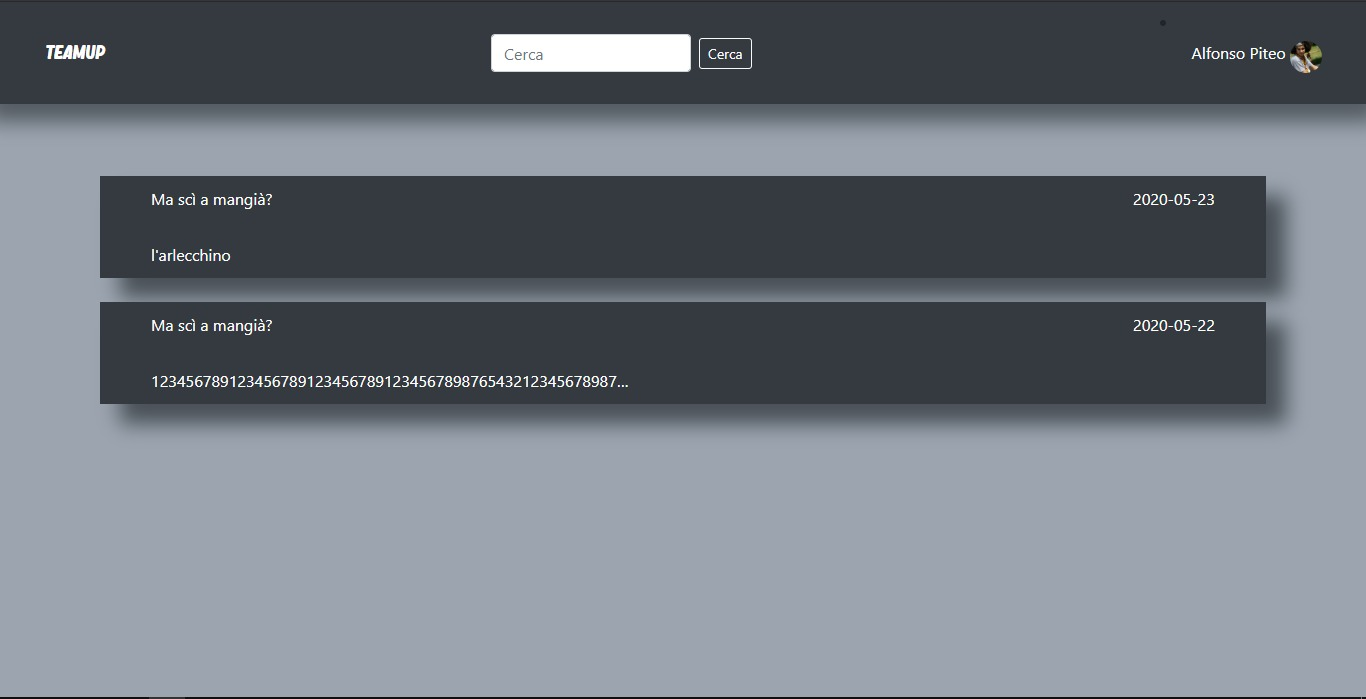 TEAMUP
Cerca
Cerca
Alfonso Piteo
Ma scì a mangià?
2020-05-23
l'arlecchino
Ma scì a mangià?
2020-05-22
123456789123456789123456789123456789876543212345678987...